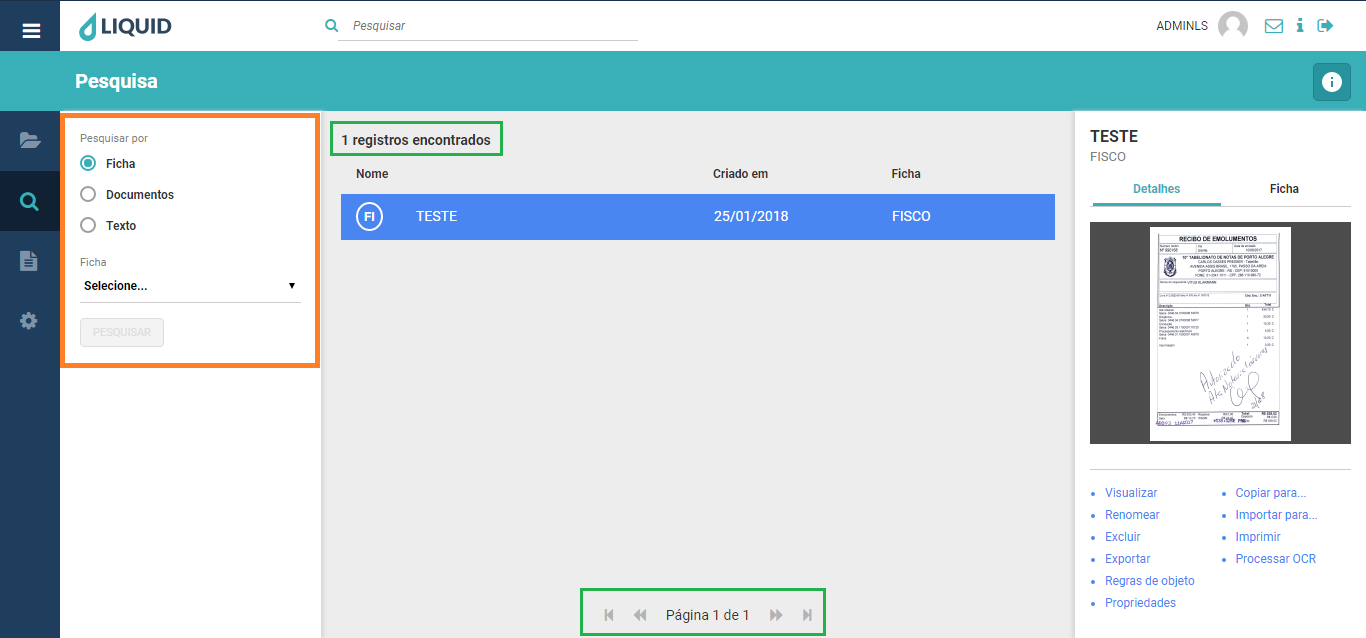 LIQUID
Pesquisar
ADMINLS
Pesquisa
Pesquisar por
Ficha
Documentos
Texto
Ficha
Selecione...
PESQUISAR
1 registros encontrados
Nome Criado em Ficha
FI TESTE 25/01/2018 FISCO
Página 1 de 1
TESTE
FISCO
Detalhes Ficha
RECIBO DE EMOLUMENTOS
10º TABELIONATO DE NOTAS DE PORTO ALEGRE
Visualizar
Renomear
Excluir
Exportar
Regras de objeto
Propriedades
Copiar para...
Importar para...
Imprimir
Processar OCR